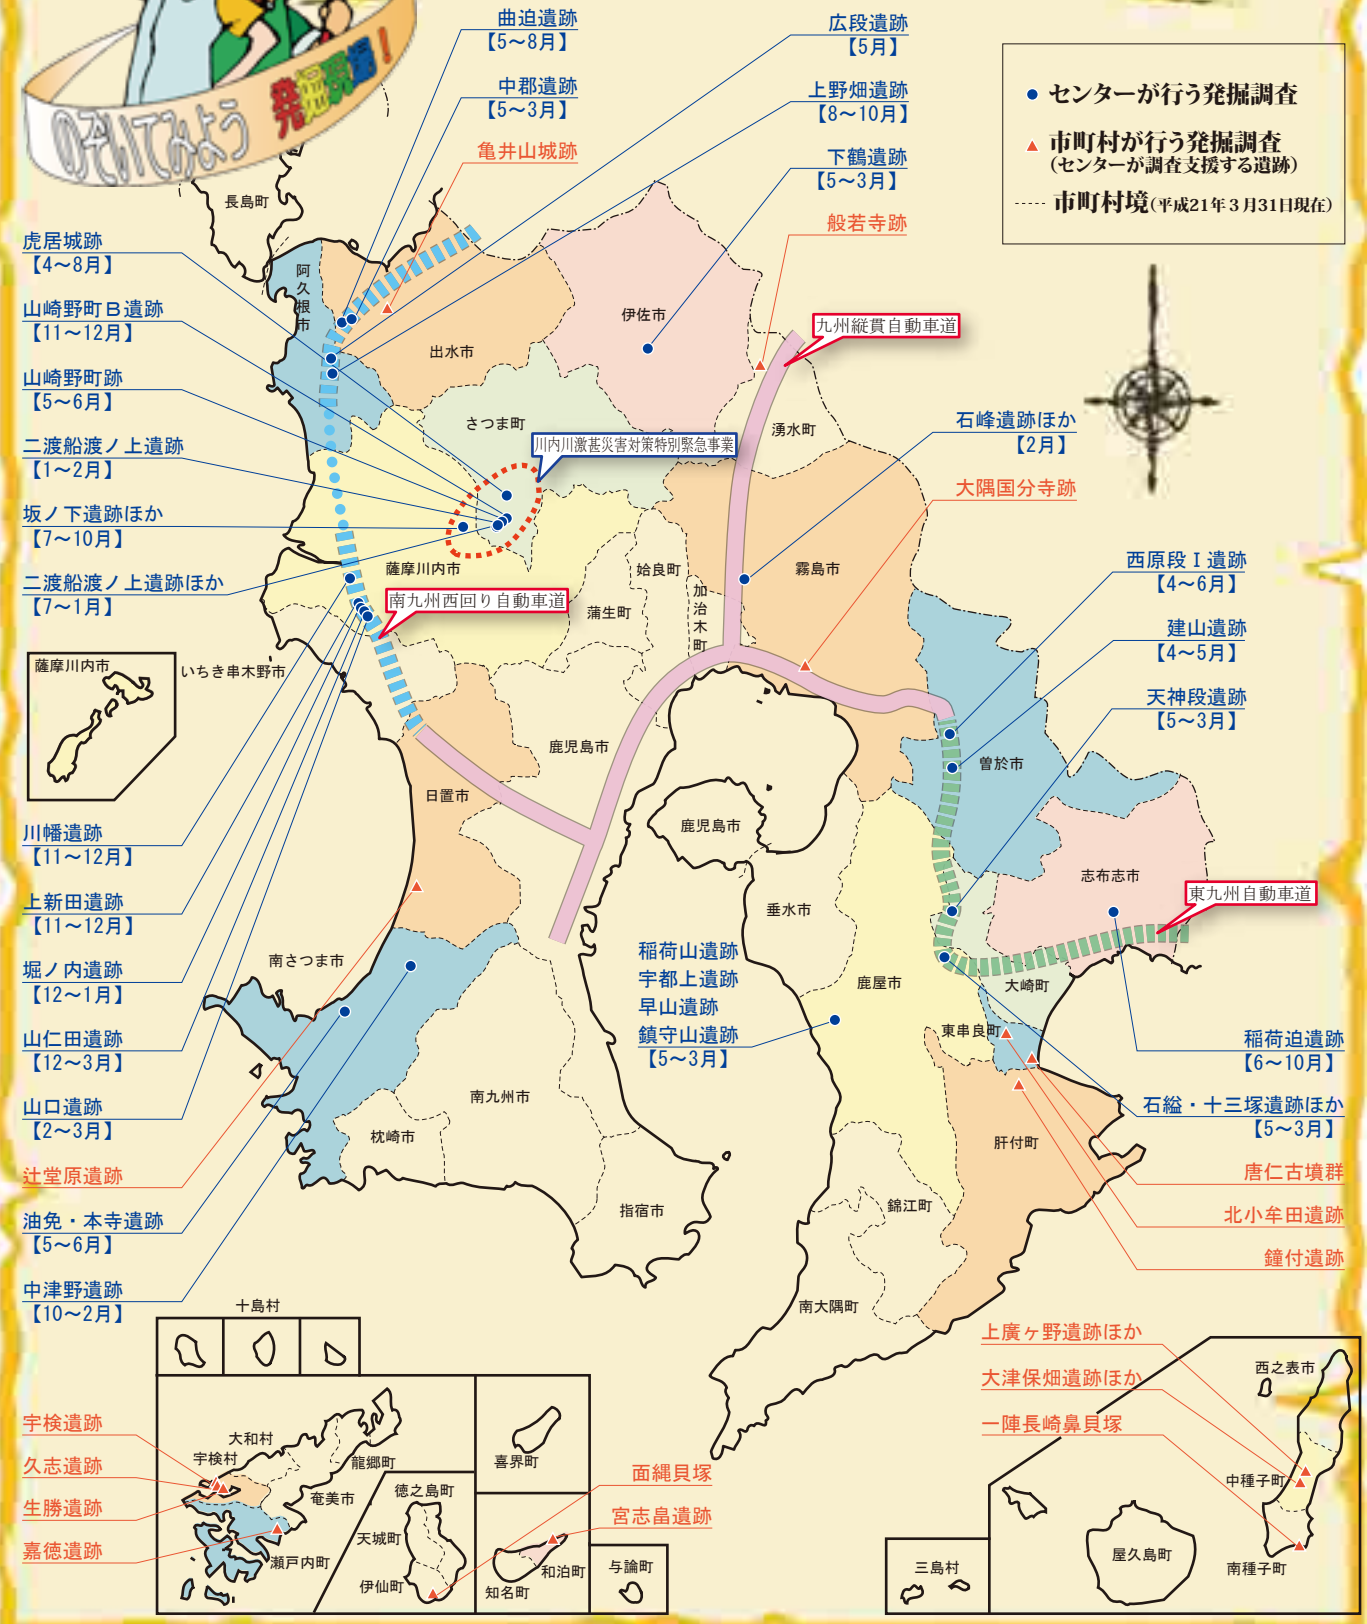 のぞいてみよう 発掘調査！
● センターが行う発掘調査
▲ 市町村が行う発掘調査
（センターが調査支援する遺跡）
市町村境（平成21年３月31日現在）
曲迫遺跡
【5～8月】
中郡遺跡
【5～3月】
亀井山城跡
広段遺跡
【5月】
上野畑遺跡
【8～10月】
下鶴遺跡
【5～3月】
般若寺跡
虎居城跡
【4～8月】
山崎野町Ｂ遺跡
【11～12月】
山崎野町跡
【5～6月】
二渡船渡ノ上遺跡
【1～2月】
坂ノ下遺跡ほか
【7～10月】
二渡船渡ノ上遺跡ほか
【7～1月】
川幡遺跡
【11～12月】
上新田遺跡
【11～12月】
堀ノ内遺跡
【12～1月】
山仁田遺跡
【12～3月】
山口遺跡
【2～3月】
辻堂原遺跡
油免・本寺遺跡
【5～6月】
中津野遺跡
【10～2月】
石峰遺跡ほか
【2月】
大隅国分寺跡
西原段Ⅰ遺跡
【4～6月】
建山遺跡
【4～5月】
天神段遺跡
【5～3月】
稲荷迫遺跡
【6～10月】
石縊・十三塚遺跡ほか
【5～3月】
唐仁古墳群
北小牟田遺跡
鐘付遺跡
稲荷山遺跡
宇都上遺跡
早山遺跡
鎮守山遺跡
【5～3月】
九州縦貫自動車道
川内川激甚災害対策特別緊急事業
南九州西回り自動車道
東九州自動車道
長島町
阿久根市
出水市
伊佐市
さつま町
湧水町
薩摩川内市
姶良町
加治木町
蒲生町
霧島市
薩摩川内市
いちき串木野市
鹿児島市
日置市
鹿児島市
曽於市
志布志市
垂水市
鹿屋市
大崎町
東串良町
南さつま市
南九州市
枕崎市
指宿市
肝付町
錦江町
南大隅町
十島村
宇検遺跡
久志遺跡
生勝遺跡
嘉徳遺跡
大和村
宇検村
龍郷町
奄美市
瀬戸内町
喜界町
徳之島町
天城町
伊仙町
面縄貝塚
宮志畠遺跡
和泊町
知名町
与論町
上廣ヶ野遺跡ほか
大津保畑遺跡ほか
一陣長崎鼻貝塚
西之表市
中種子町
南種子町
屋久島町
三島村